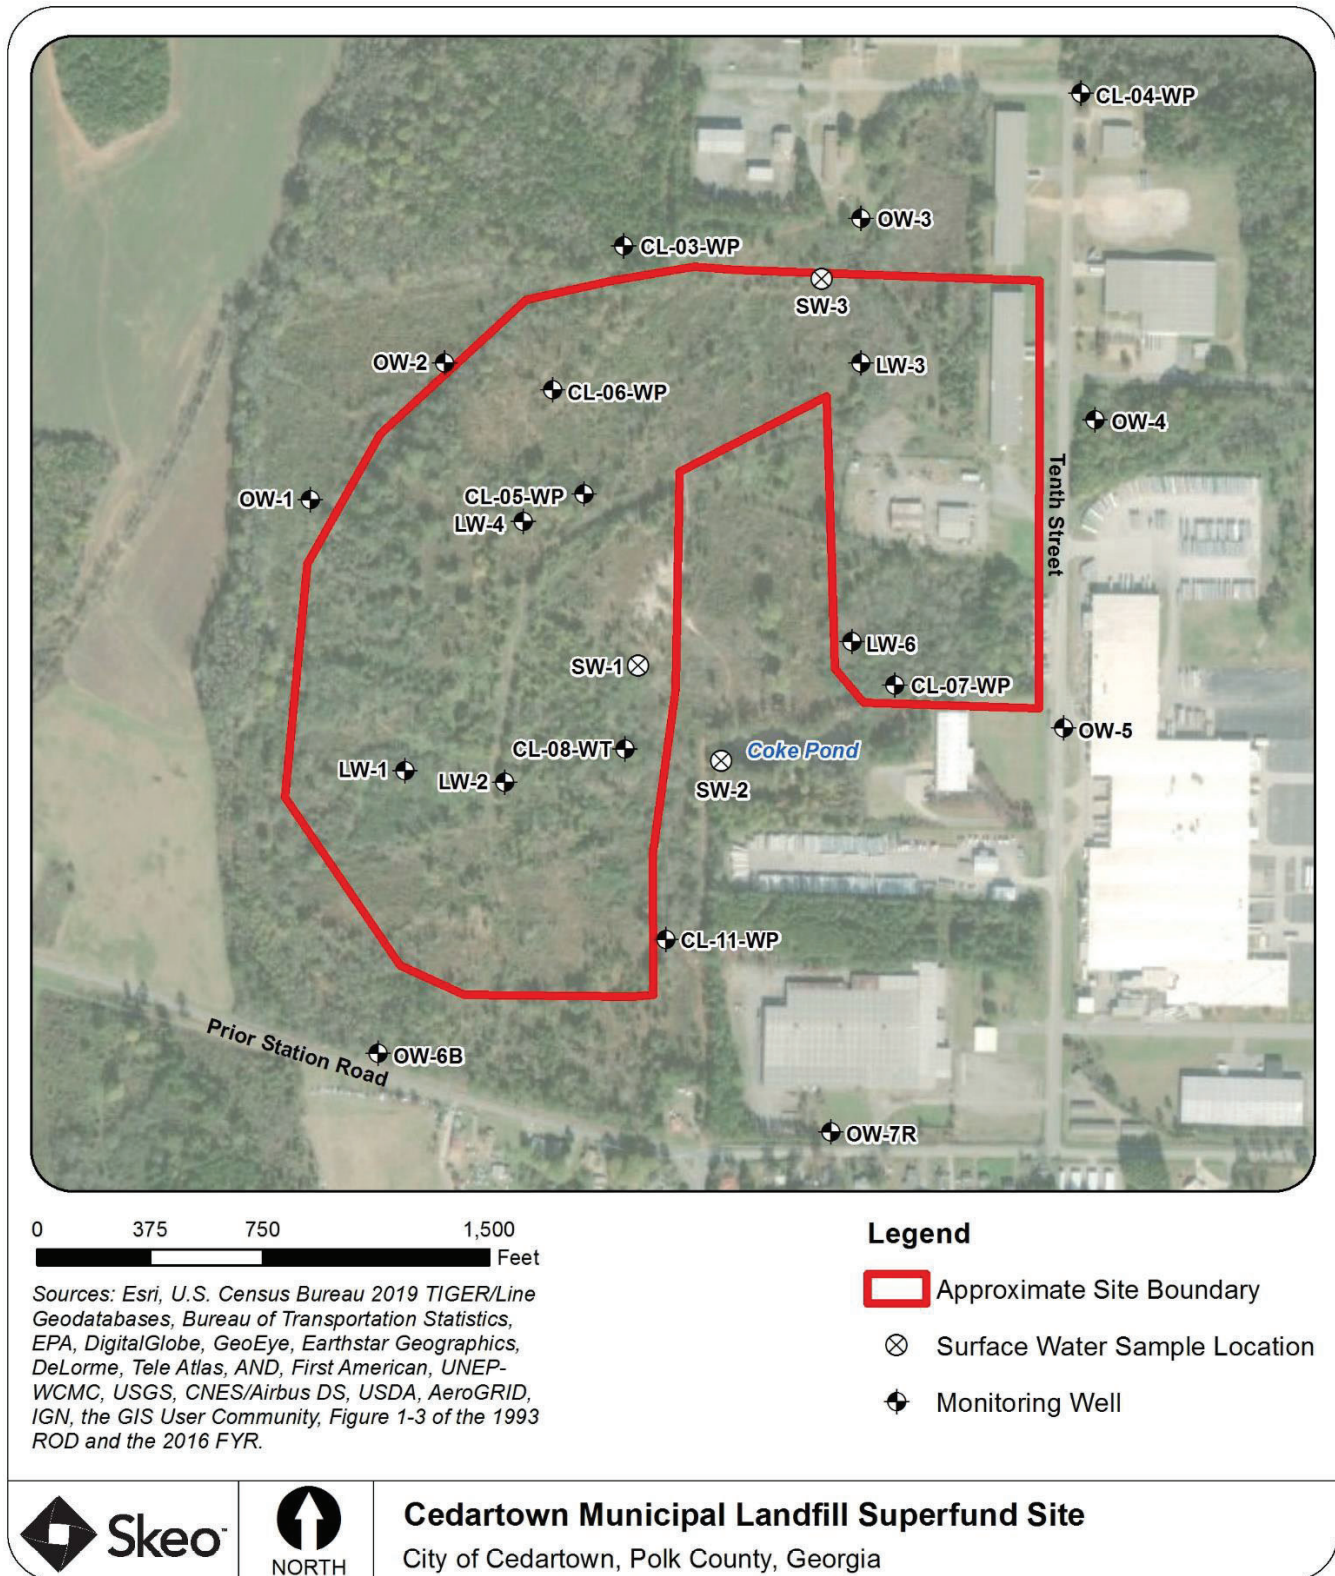 CL-04-WP
OW-3
CL-03-WP
SW-3
OW-2
LW-3
CL-06-WP
OW-4
Tenth Street
OW-1
CL-05-WP
LW-4
LW-6
SW-1
CL-07-WP
OW-5
CL-08-WT
Coke Pond
LW-1
LW-2
SW-2
CL-11-WP
Prior Station Road
OW-6B
OW-7R
0 375 750 1,500
Feet
Sources: Esri, U.S. Census Bureau 2019 TIGER/Line
Geodatabases, Bureau of Transportation Statistics,
EPA, DigitalGlobe, GeoEye, Earthstar Geographics,
DeLorme, Tele Atlas, AND, First American, UNEP-
WCMC, USGS, CNES/Airbus DS, USDA, AeroGRID,
IGN, the GIS User Community, Figure 1-3 of the 1993
ROD and the 2016 FYR.
Legend
Approximate Site Boundary
Surface Water Sample Location
Monitoring Well
Skeo™
NORTH
Cedartown Municipal Landfill Superfund Site
City of Cedartown, Polk County, Georgia